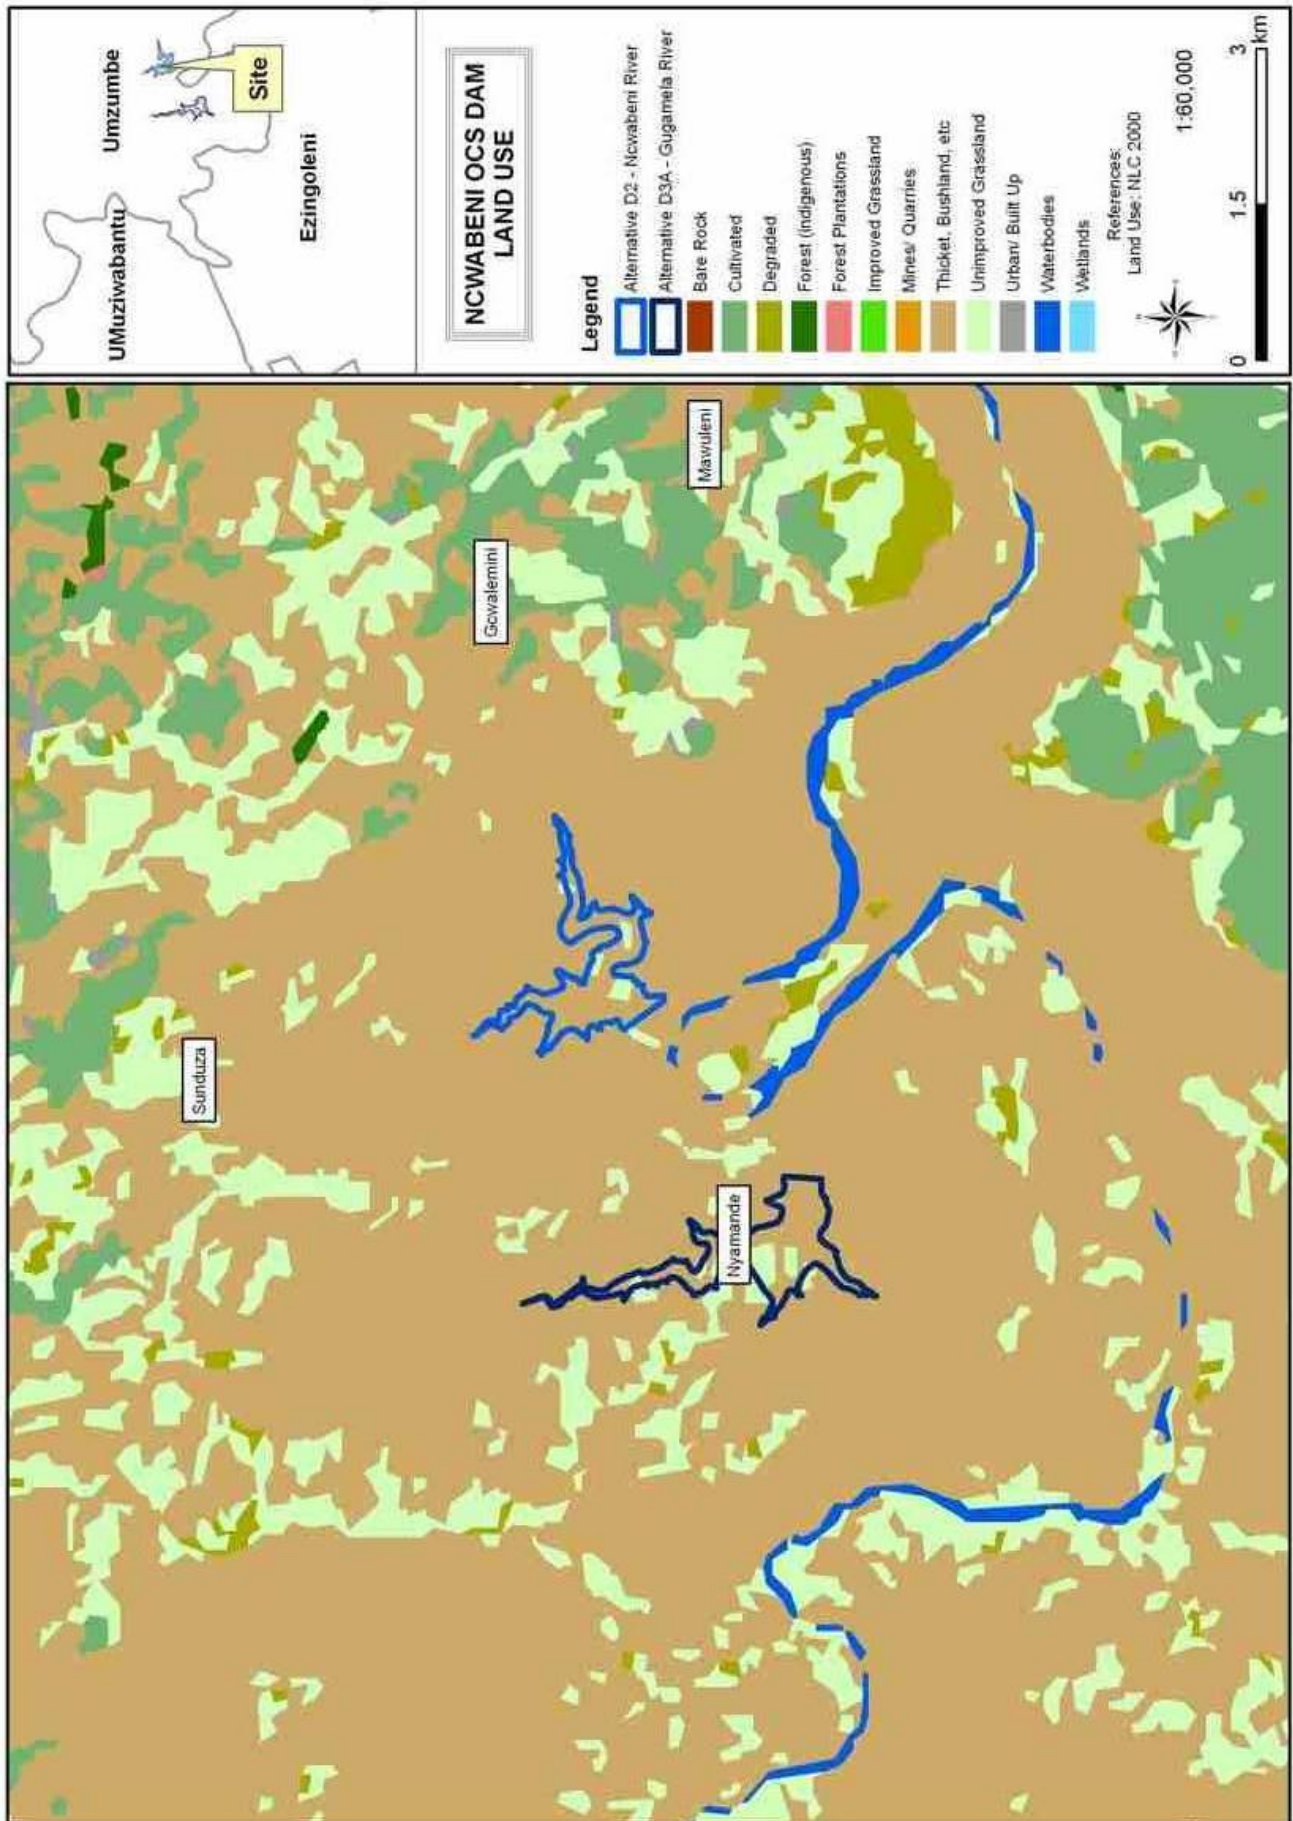 UMuziwabantu
Umzumbe
Ezingoleni
Site
NCWABENI OCS DAM
LAND USE
Legend
Alternative D2 - Ncwabeni River
Alternative D3A - Gugamela River
Bare Rock
Cultivated
Degraded
Forest (indigenous)
Forest Plantations
Improved Grassland
Mines/ Quarries
Thicket, Bushland, etc
Unimproved Grassland
Urban/ Built Up
Waterbodies
Wetlands
References:
Land Use: NLC 2000
1:60,000
0 1.5 3
km
Sunduza
Gcwalemini
Mawuleni
Nyamande